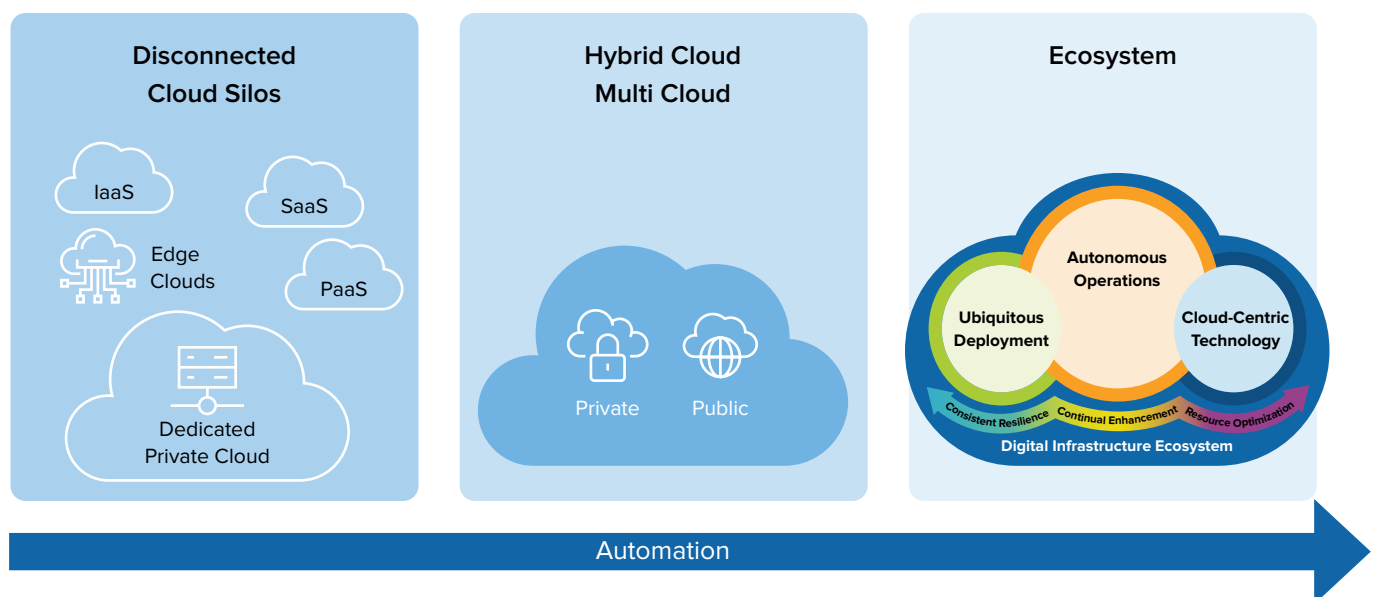 Disconnected
Cloud Silos
IaaS
SaaS
Edge
Clouds
PaaS
Dedicated
Private Cloud
Hybrid Cloud
Multi Cloud
Private
Public
Ecosystem
Autonomous
Operations
Ubiquitous
Deployment
Cloud-Centric
Technology
Consistent Resilience
Continual Enhancement
Resource Optimization
Digital Infrastructure Ecosystem
Automation